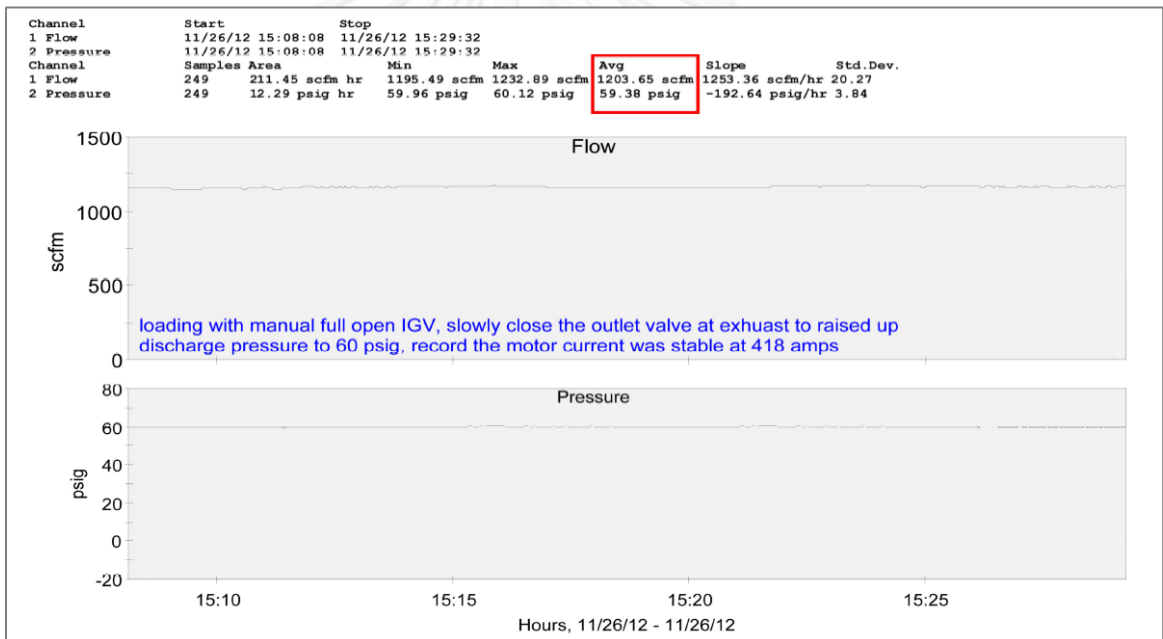 Channel Start Stop
1 Flow 11/26/12 15:08:08 11/26/12 15:29:32
2 Pressure 11/26/12 15:08:08 11/26/12 15:29:32
Channel Samples Area Min Max Avg Slope Std.Dev.
1 Flow 249 211.45 scfm hr 1195.49 scfm 1232.89 scfm 1203.65 scfm 1253.36 scfm/hr 20.27
2 Pressure 249 12.29 psig hr 59.96 psig 60.12 psig 59.38 psig -192.64 psig/hr 3.84
Flow
1500
1000
500
0
scfm
loading with manual full open IGV, slowly close the outlet valve at exhuast to raised up
discharge pressure to 60 psig, record the motor current was stable at 418 amps
Pressure
80
60
40
20
0
-20
psig
15:10 15:15 15:20 15:25
Hours, 11/26/12 - 11/26/12